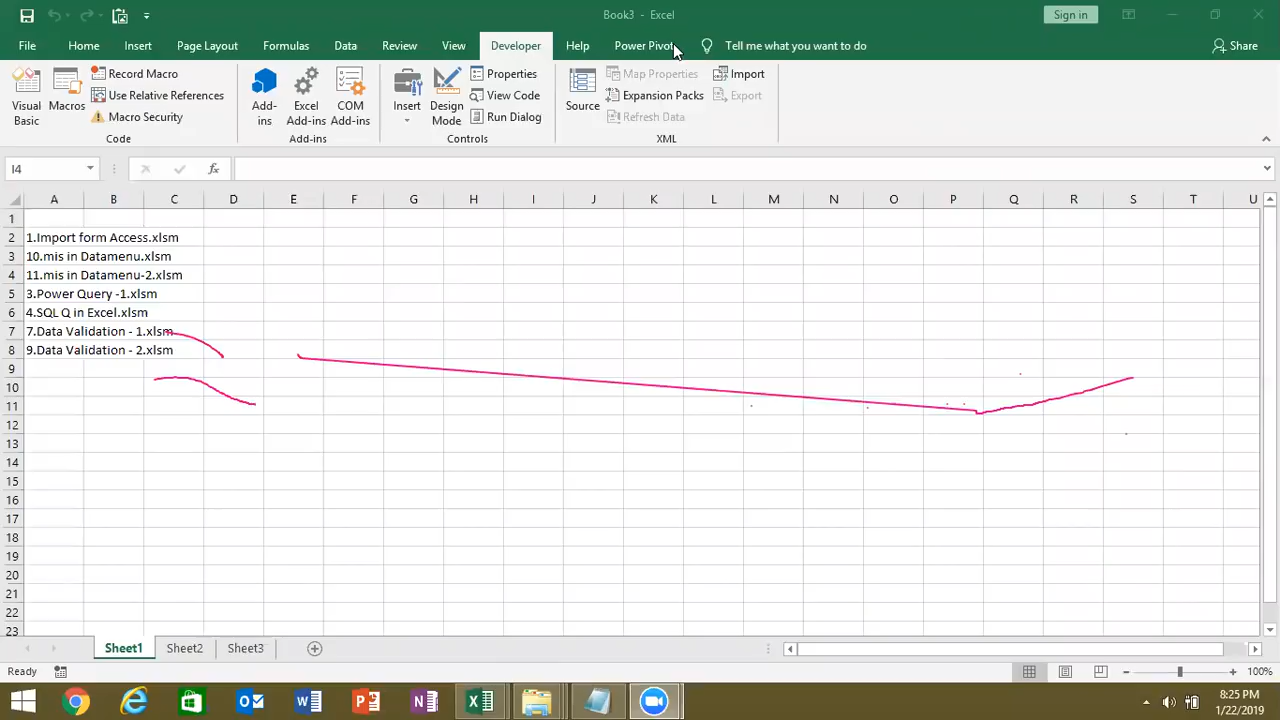 Book3 - Excel
Sign in
File Home Insert Page Layout Formulas Data Review View Developer Help Power Pivot Tell me what you want to do Share
Visual Basic
Macros
Record Macro
Use Relative References
Macro Security
Code
Add-ins
Excel Add-ins
COM Add-ins
Add-ins
Insert
Design Mode
Properties
View Code
Run Dialog
Controls
Source
Map Properties
Expansion Packs
Refresh Data
Import
Export
XML
I4
fx
A B C D E F G H I J K L M N O P Q R S T U
1
2 1.Import form Access.xlsm
3 10.mis in Datamenu.xlsm
4 11.mis in Datamenu-2.xlsm
5 3.Power Query -1.xlsm
6 4.SQL Q in Excel.xlsm
7 7.Data Validation - 1.xlsm
8 9.Data Validation - 2.xlsm
9
10
11
12
13
14
15
16
17
18
19
20
21
22
23
Sheet1 Sheet2 Sheet3
Ready
100%
8:25 PM
1/22/2019